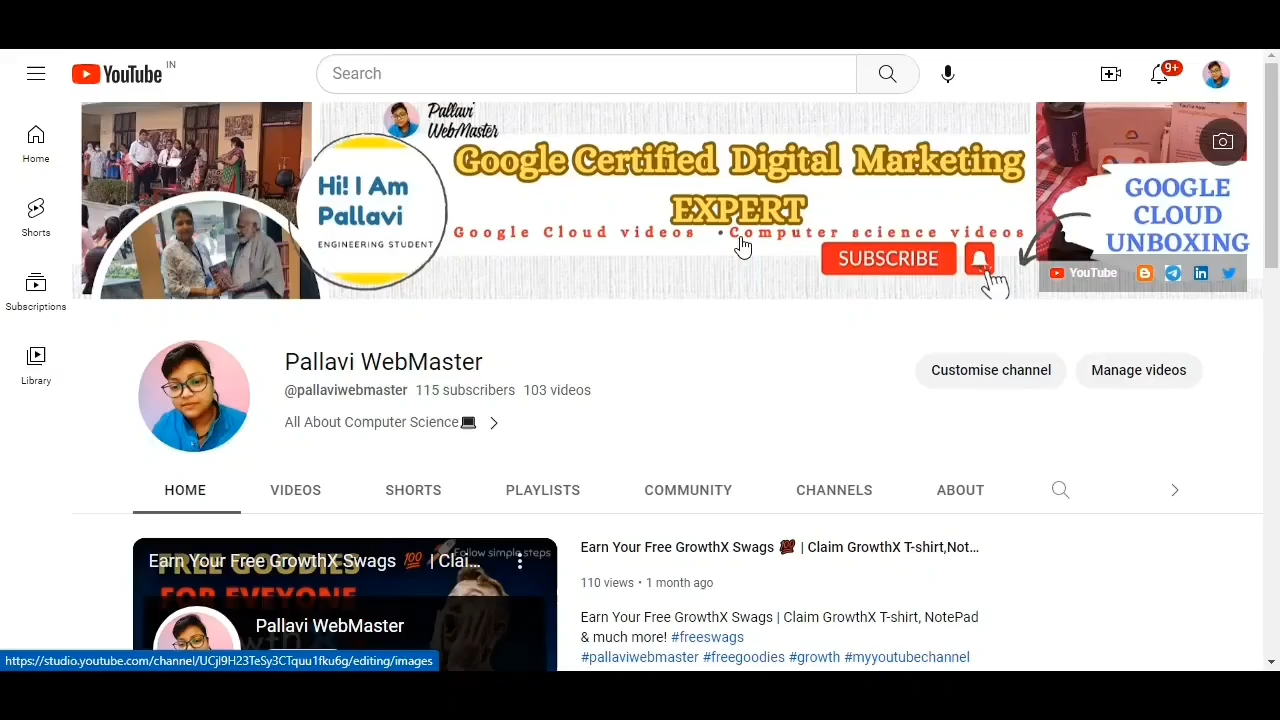 YouTube IN
Search
9+
Home
Shorts
Subscriptions
Library
Pallavi
WebMaster
Hi! I Am
Pallavi
ENGINEERING STUDENT
Google Certified Digital Marketing
EXPERT
Google Cloud videos •Computer science videos
SUBSCRIBE
GOOGLE
CLOUD
UNBOXING
YouTube
Pallavi WebMaster
@pallaviwebmaster 115 subscribers 103 videos
All About Computer Science💻
Customise channel
Manage videos
HOME VIDEOS SHORTS PLAYLISTS COMMUNITY CHANNELS ABOUT
Earn Your Free GrowthX Swags 💯 | Clai...
Follow simple steps
FREE GOODIES
FOR EVEYONE
Pallavi WebMaster
Earn Your Free GrowthX Swags 💯 | Claim GrowthX T-shirt,Not...
110 views • 1 month ago
Earn Your Free GrowthX Swags | Claim GrowthX T-shirt, NotePad
& much more! #freeswags
#pallaviwebmaster #freegoodies #growth #myyoutubechannel
https://studio.youtube.com/channel/UCjl9H23TeSy3CTquu1fku6g/editing/images